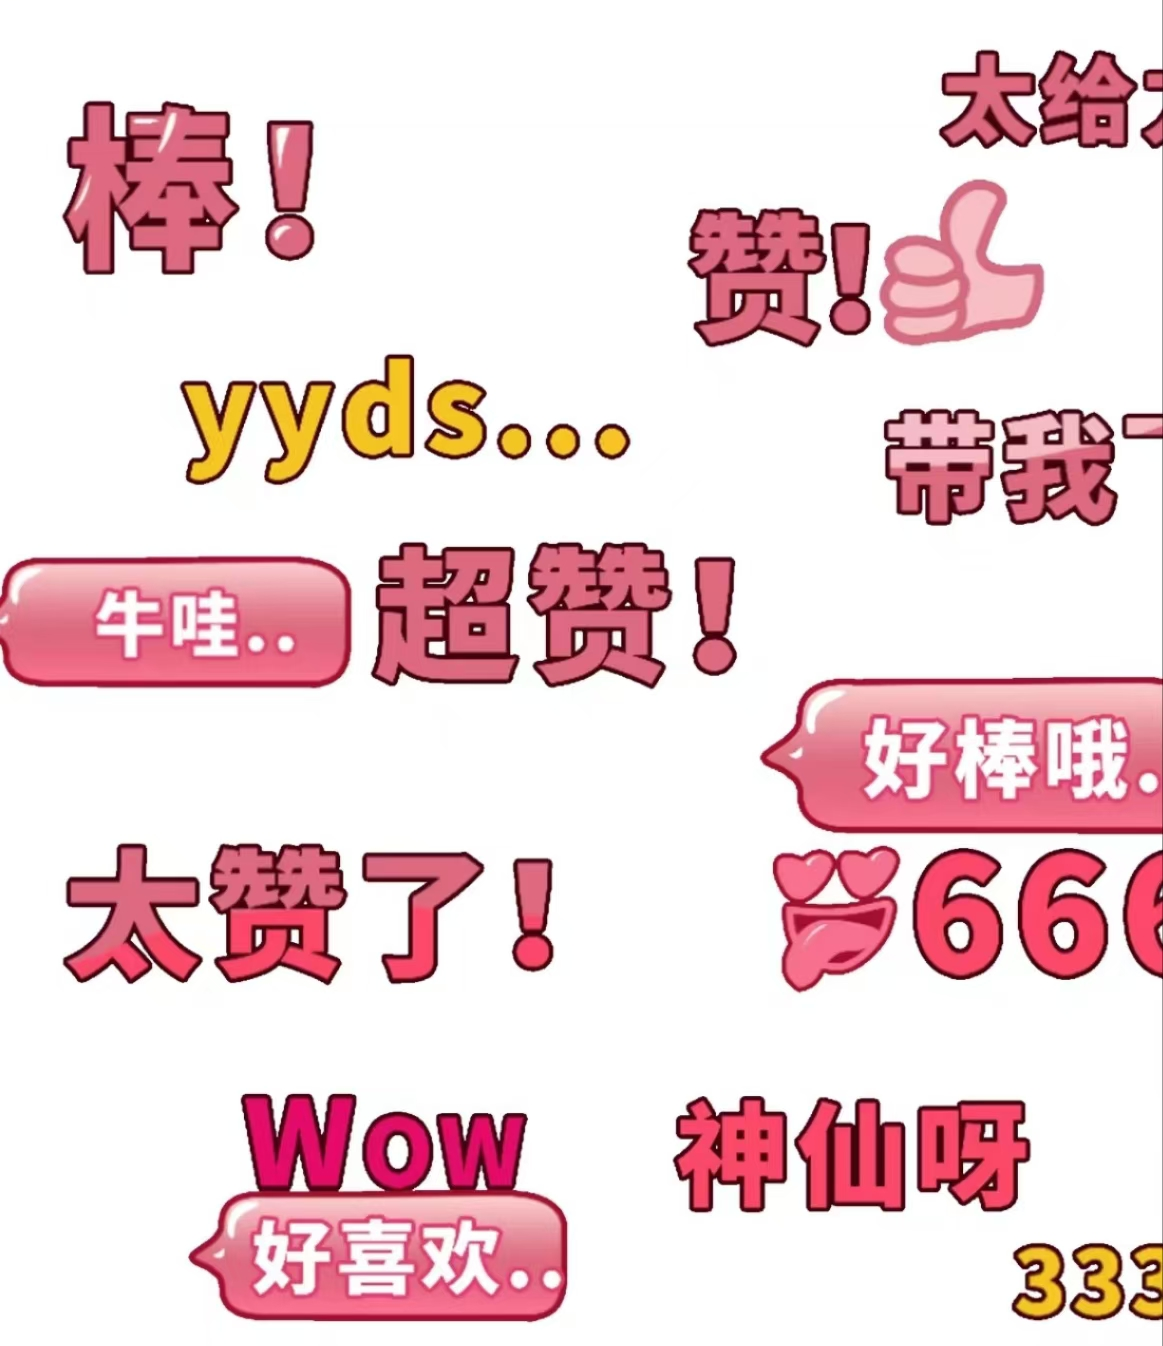 太给
棒！
赞！
yyds...
带我
牛哇..
超赞！
好棒哦.
太赞了！
666
Wow
神仙呀
好喜欢..
333